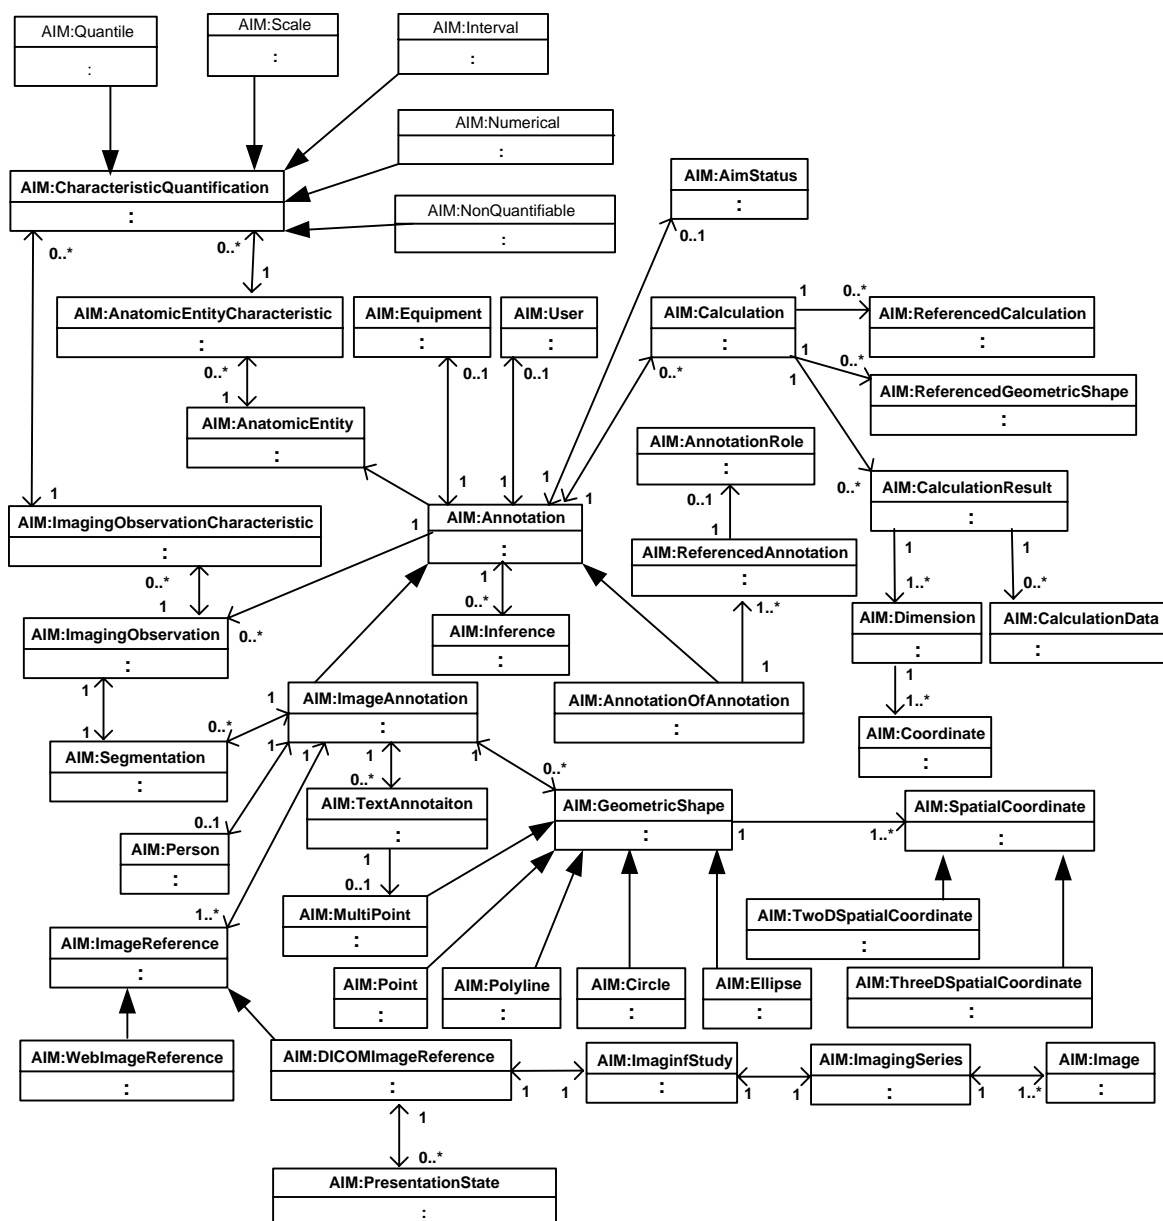 AIM:Quantile
:
AIM:Scale
:
AIM:Interval
:
AIM:Numerical
:
AIM:CharacteristicQuantification
:
AIM:NonQuantifiable
:
AIM:AimStatus
:
0..*
0..*
1
0..1
AIM:AnatomicEntityCharacteristic
:
AIM:Equipment
:
AIM:User
:
AIM:Calculation
:
1
0..*
AIM:ReferencedCalculation
:
0..*
1
0..1
0..1
0..*
1
1
0..*
AIM:ReferencedGeometricShape
:
AIM:AnatomicEntity
:
AIM:AnnotationRole
:
0..1
1
1
1
1
1
0..*
AIM:CalculationResult
:
AIM:ImagingObservationCharacteristic
:
1
AIM:Annotation
:
1
AIM:ReferencedAnnotation
:
1
1
0..*
1
1
0..*
1..*
1..*
0..*
AIM:ImagingObservation
:
0..*
AIM:Inference
:
AIM:Dimension
:
AIM:CalculationData
:
1
1
1
AIM:ImageAnnotation
:
1
AIM:AnnotationOfAnnotation
:
1
1..*
0..*
AIM:Segmentation
:
1
1
1
1
0..*
0..*
AIM:Coordinate
:
AIM:TextAnnotaiton
:
AIM:GeometricShape
:
1
1..*
AIM:SpatialCoordinate
:
0..1
AIM:Person
:
1
0..1
1..*
AIM:MultiPoint
:
AIM:TwoDSpatialCoordinate
:
AIM:ImageReference
:
AIM:Point
:
AIM:Polyline
:
AIM:Circle
:
AIM:Ellipse
:
AIM:ThreeDSpatialCoordinate
:
AIM:WebImageReference
:
AIM:DICOMImageReference
:
1
1
AIM:ImaginfStudy
:
1
1
AIM:ImagingSeries
:
1
1..*
AIM:Image
:
1
0..*
AIM:PresentationState
: